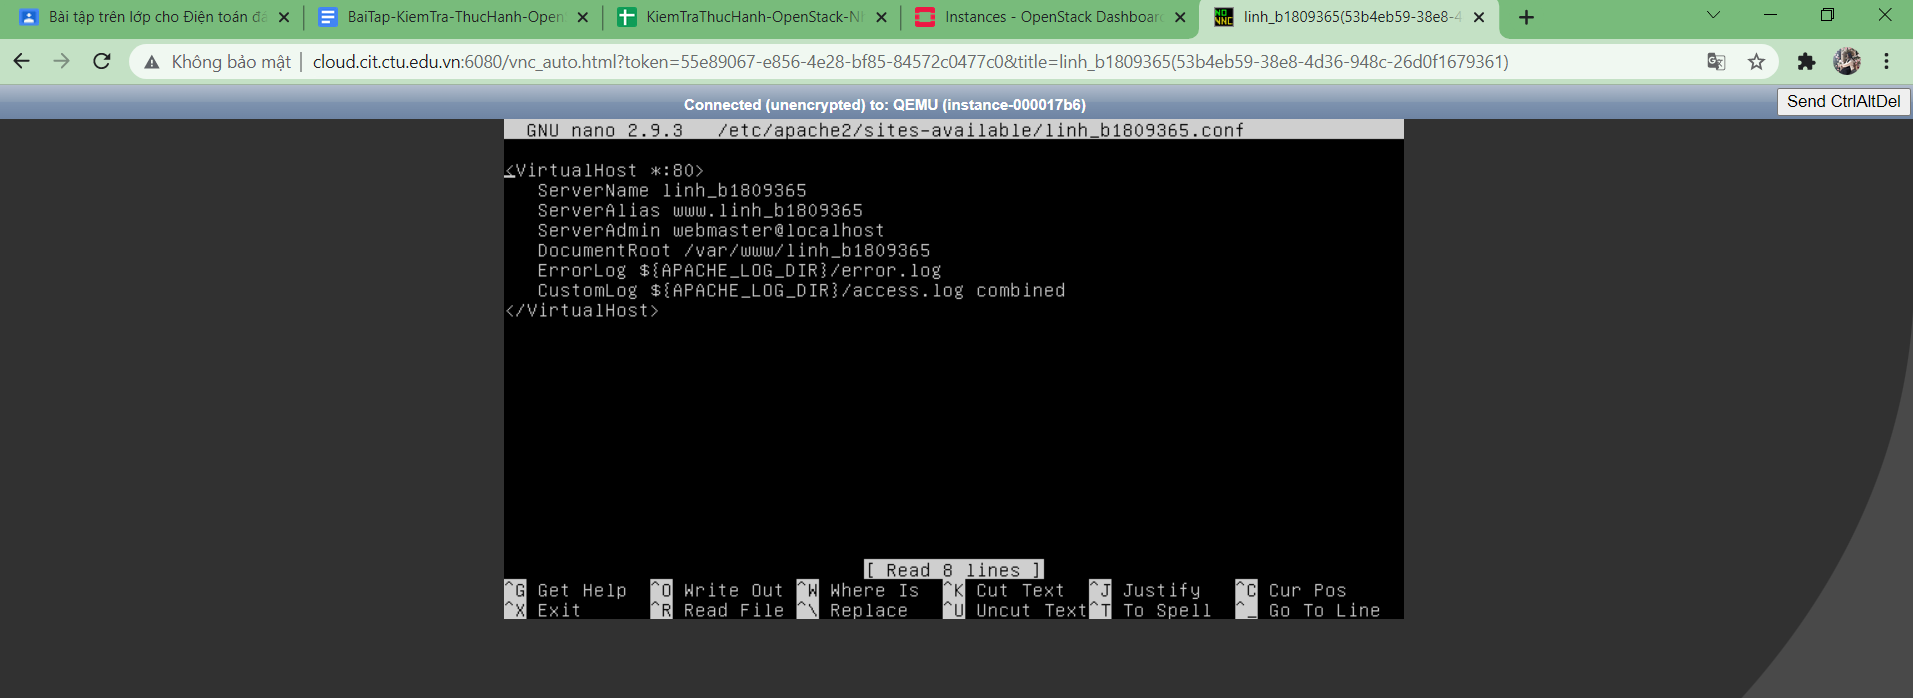 Bài tập trên lớp cho Điện toán đá
BaiTap-KiemTra-ThucHanh-Open
KiemTraThucHanh-OpenStack-N
Instances - OpenStack Dashboard
linh_b1809365(53b4eb59-38e8-4
Không bảo mật | cloud.cit.ctu.edu.vn:6080/vnc_auto.html?token=55e89067-e856-4e28-bf85-84572c0477c0&title=linh_b1809365(53b4eb59-38e8-4d36-948c-26d0f1679361)
Connected (unencrypted) to: QEMU (instance-000017b6)
Send CtrlAltDel
GNU nano 2.9.3 /etc/apache2/sites-available/linh_b1809365.conf
<VirtualHost *:80>
ServerName linh_b1809365
ServerAlias www.linh_b1809365
ServerAdmin webmaster@localhost
DocumentRoot /var/www/linh_b1809365
ErrorLog ${APACHE_LOG_DIR}/error.log
CustomLog ${APACHE_LOG_DIR}/access.log combined
</VirtualHost>
[ Read 8 lines ]
^G Get Help ^O Write Out ^W Where Is ^K Cut Text ^J Justify ^C Cur Pos
^X Exit ^R Read File ^\ Replace ^U Uncut Text ^T To Spell ^_ Go To Line